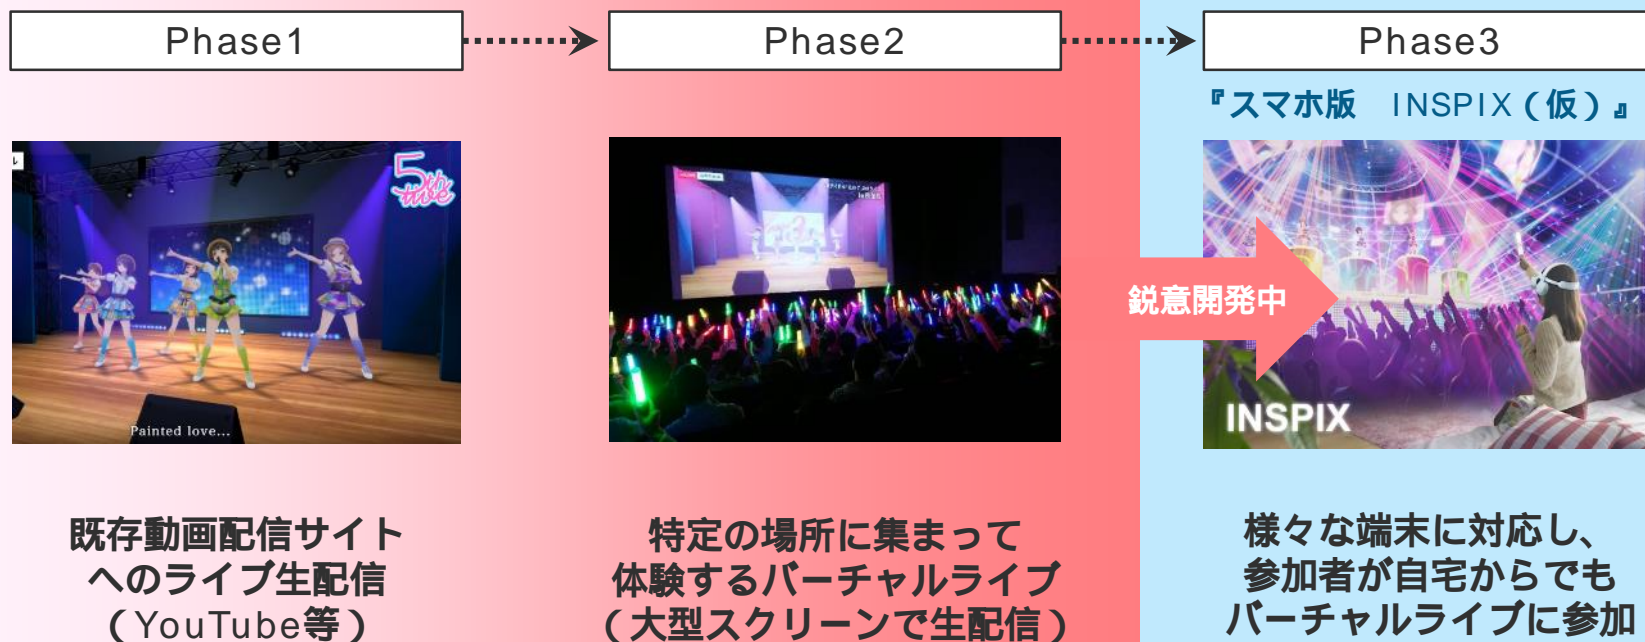 Phase1
Phase2
Phase3
『スマホ版　INSPIX（仮）』
5th
live
Painted love...
鋭意開発中
INSPIX
既存動画配信サイト
へのライブ生配信
（YouTube等）
特定の場所に集まって
体験するバーチャルライブ
（大型スクリーンで生配信）
様々な端末に対応し、
参加者が自宅からでも
バーチャルライブに参加